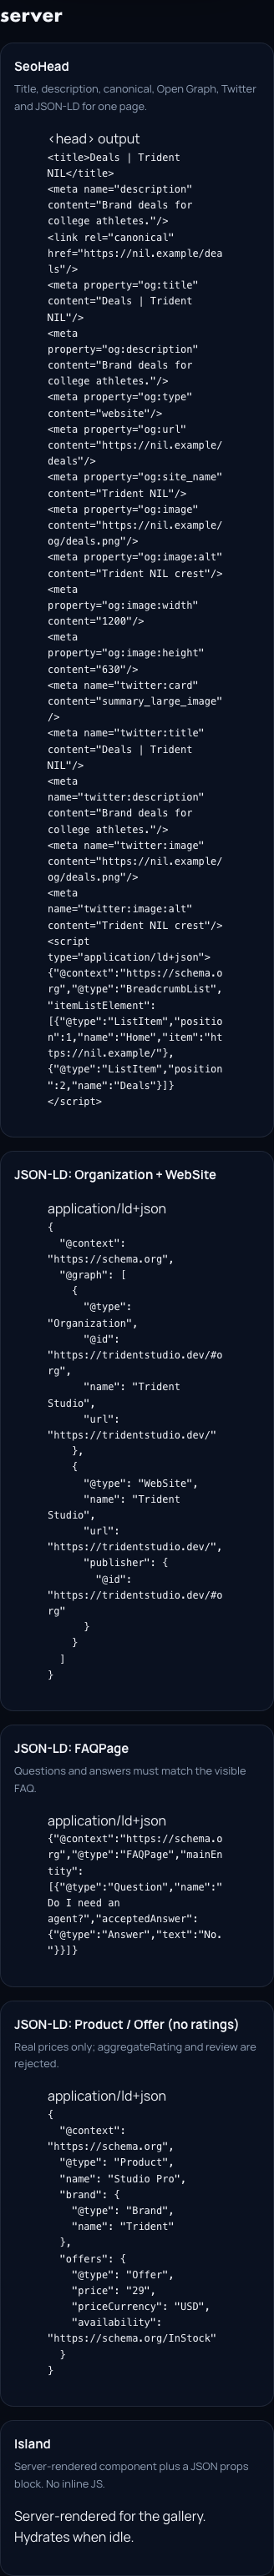 server
SeoHead
Title, description, canonical, Open Graph, Twitter
and JSON-LD for one page.
<head> output
<title>Deals | Trident
NIL</title>
<meta name="description"
content="Brand deals for
college athletes."/>
<link rel="canonical"
href="https://nil.example/dea
ls"/>
<meta property="og:title"
content="Deals | Trident
NIL"/>
<meta
property="og:description"
content="Brand deals for
college athletes."/>
<meta property="og:type"
content="website"/>
<meta property="og:url"
content="https://nil.example/
deals"/>
<meta property="og:site_name"
content="Trident NIL"/>
<meta property="og:image"
content="https://nil.example/
og/deals.png"/>
<meta property="og:image:alt"
content="Trident NIL crest"/>
<meta
property="og:image:width"
content="1200"/>
<meta
property="og:image:height"
content="630"/>
<meta name="twitter:card"
content="summary_large_image"
/>
<meta name="twitter:title"
content="Deals | Trident
NIL"/>
<meta
name="twitter:description"
content="Brand deals for
college athletes."/>
<meta name="twitter:image"
content="https://nil.example/
og/deals.png"/>
<meta
name="twitter:image:alt"
content="Trident NIL crest"/>
<script
type="application/ld+json">
{"@context":"https://schema.o
rg","@type":"BreadcrumbList",
"itemListElement":
[{"@type":"ListItem","positio
n":1,"name":"Home","item":"ht
tps://nil.example/"},
{"@type":"ListItem","position
":2,"name":"Deals"}]}
</script>
JSON-LD: Organization + WebSite
application/ld+json
{
"@context":
"https://schema.org",
"@graph": [
{
"@type":
"Organization",
"@id":
"https://tridentstudio.dev/#o
rg",
"name": "Trident
Studio",
"url":
"https://tridentstudio.dev/"
},
{
"@type": "WebSite",
"name": "Trident
Studio",
"url":
"https://tridentstudio.dev/",
"publisher": {
"@id":
"https://tridentstudio.dev/#o
rg"
}
}
]
}
JSON-LD: FAQPage
Questions and answers must match the visible
FAQ.
application/ld+json
{"@context":"https://schema.o
rg","@type":"FAQPage","mainEn
tity":
[{"@type":"Question","name":"
Do I need an
agent?","acceptedAnswer":
{"@type":"Answer","text":"No.
"}}]}
JSON-LD: Product / Offer (no ratings)
Real prices only; aggregateRating and review are
rejected.
application/ld+json
{
"@context":
"https://schema.org",
"@type": "Product",
"name": "Studio Pro",
"brand": {
"@type": "Brand",
"name": "Trident"
},
"offers": {
"@type": "Offer",
"price": "29",
"priceCurrency": "USD",
"availability":
"https://schema.org/InStock"
}
}
Island
Server-rendered component plus a JSON props
block. No inline JS.
Server-rendered for the gallery.
Hydrates when idle.